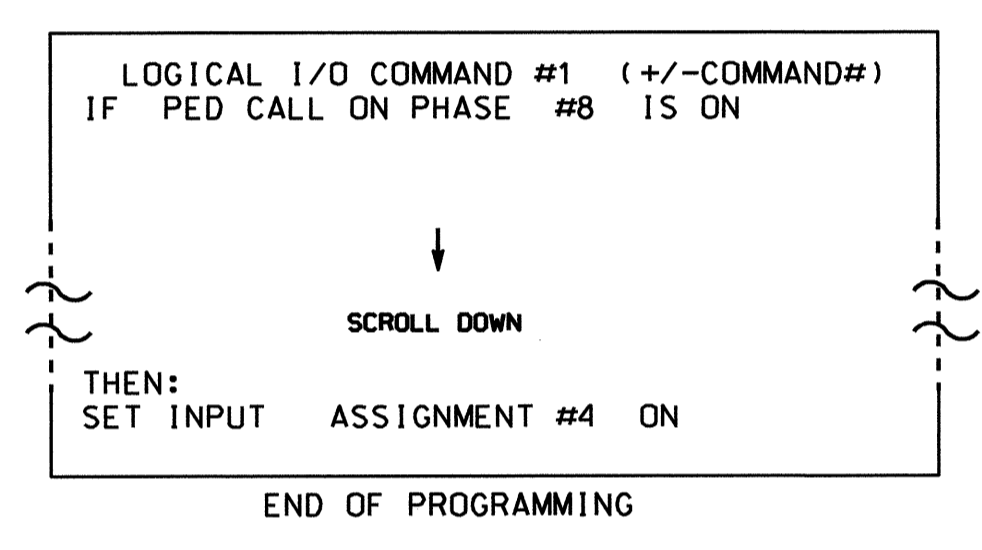 LOGICAL I/O COMMAND #1 (+/-COMMAND#)
IF PED CALL ON PHASE #8 IS ON
SCROLL DOWN
THEN:
SET INPUT ASSIGNMENT #4 ON
END OF PROGRAMMING